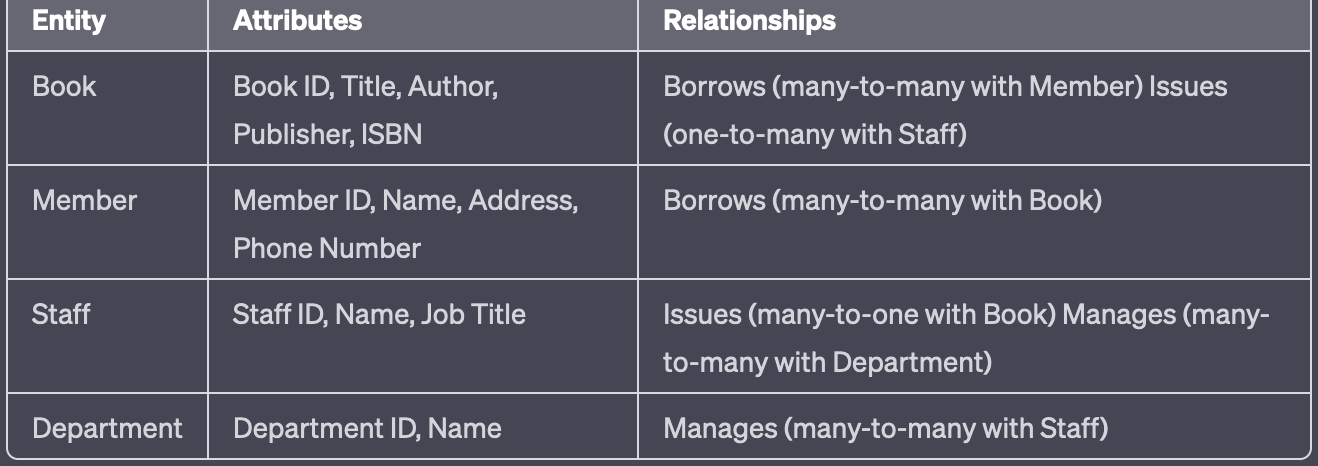 Entity Attributes Relationships
Book Book ID, Title, Author, Borrows (many-to-many with Member) Issues
Publisher, ISBN (one-to-many with Staff)
Member Member ID, Name, Address, Borrows (many-to-many with Book)
Phone Number
Staff Staff ID, Name, Job Title Issues (many-to-one with Book) Manages (many-
to-many with Department)
Department Department ID, Name Manages (many-to-many with Staff)